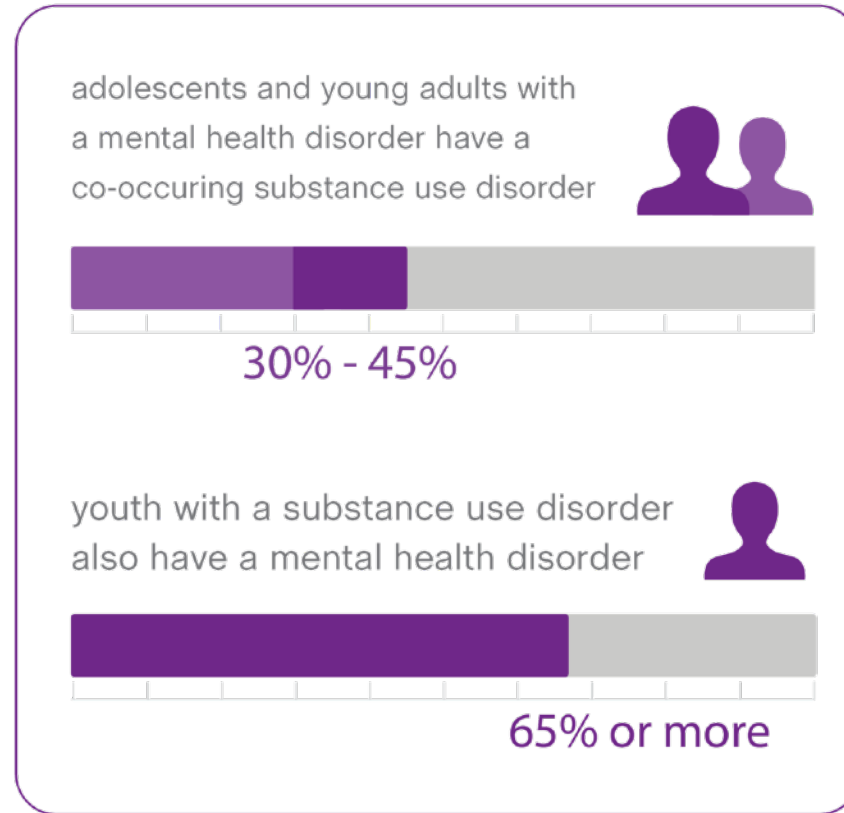 adolescents and young adults with
a mental health disorder have a
co-occuring substance use disorder
30% - 45%
youth with a substance use disorder
also have a mental health disorder
65% or more